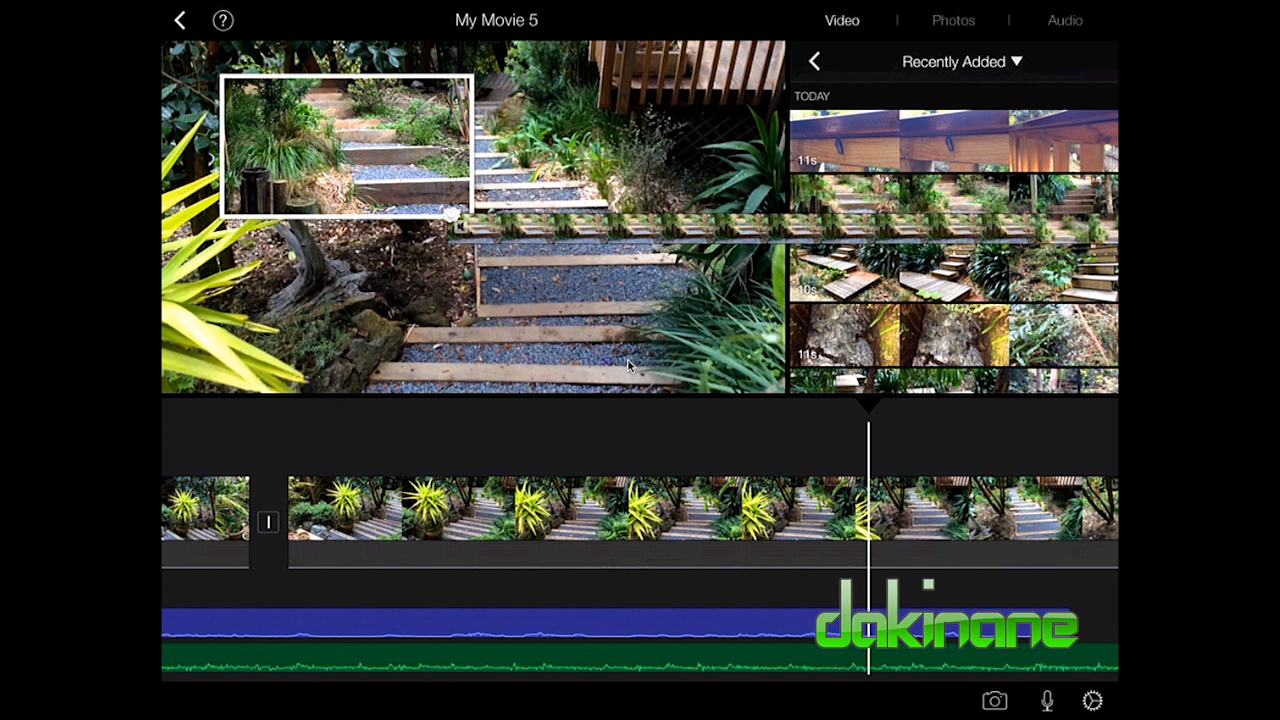 ?
My Movie 5
Video | Photos | Audio
Recently Added ▼
TODAY
11s
10s
11s
dakinane